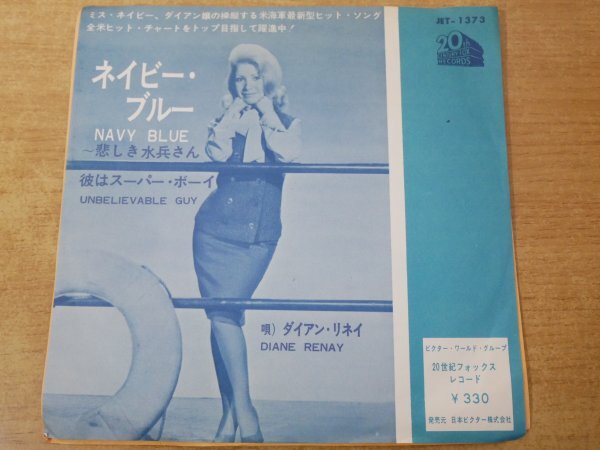 ミス・ネイビー、ダイアン嬢の操縦する米海軍最新型ヒット・ソング
全米ヒット・チャートをトップ目指して躍進中!
JET-1373
20th
CENTURY FOX
RECORDS
ネイビー・
ブルー
NAVY BLUE
~悲しき水兵さん
彼はスーパー・ボーイ
UNBELIEVABLE GUY
唄) ダイアン・リネイ
DIANE RENAY
ビクター・ワールド・グループ
20世紀フォックス
レコード
¥ 330
発売元 日本ビクター株式会社